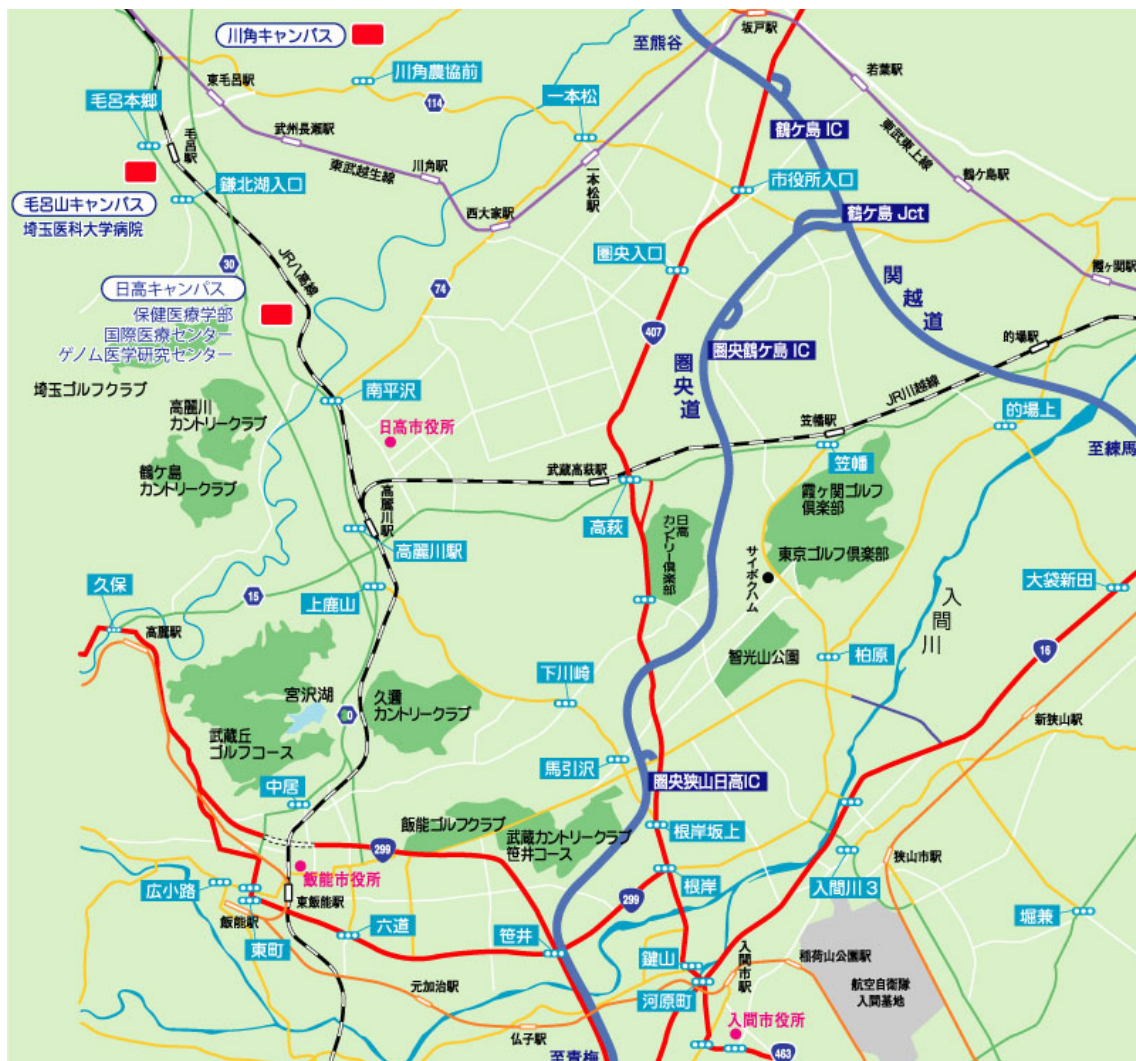 川角キャンパス
至熊谷
坂戸駅
東毛呂駅
川角農協前
若葉駅
毛呂本郷
114
一本松
鶴ケ島 IC
毛呂駅
武州長瀬駅
東武越生線
川角駅
一本松駅
東武東上線
鶴ケ島駅
市役所入口
鎌北湖入口
毛呂山キャンパス
埼玉医科大学病院
西大家駅
鶴ケ島 Jct
圏央入口
30
JR八高線
74
関越道
霞ヶ関駅
日高キャンパス
保健医療学部
国際医療センター
ゲノム医学研究センター
407
圏央鶴ケ島 IC
圏央道
的場駅
埼玉ゴルフクラブ
南平沢
JR川越線
高麗川
カントリークラブ
日高市役所
笠幡駅
的場上
至練馬
鶴ケ島
カントリークラブ
武蔵高萩駅
笠幡
高麗川駅
高萩
霞ヶ関ゴルフ
倶楽部
日高
カントリー倶楽部
高麗川駅
東京ゴルフ倶楽部
サイボクハム
久保
15
上鹿山
大袋新田
高麗駅
入間川
16
智光山公園
柏原
下川崎
宮沢湖
久邇
カントリークラブ
新狭山駅
武蔵丘
ゴルフコース
馬引沢
圏央狭山日高IC
中居
飯能ゴルフクラブ
武蔵カントリークラブ
笹井コース
根岸坂上
299
狭山市駅
飯能市役所
入間川3
広小路
東飯能駅
根岸
299
飯能駅
東町
六道
笹井
堀兼
鍵山
入間市駅
稲荷山公園駅
元加治駅
河原町
航空自衛隊
入間基地
仏子駅
入間市役所
至青梅
463